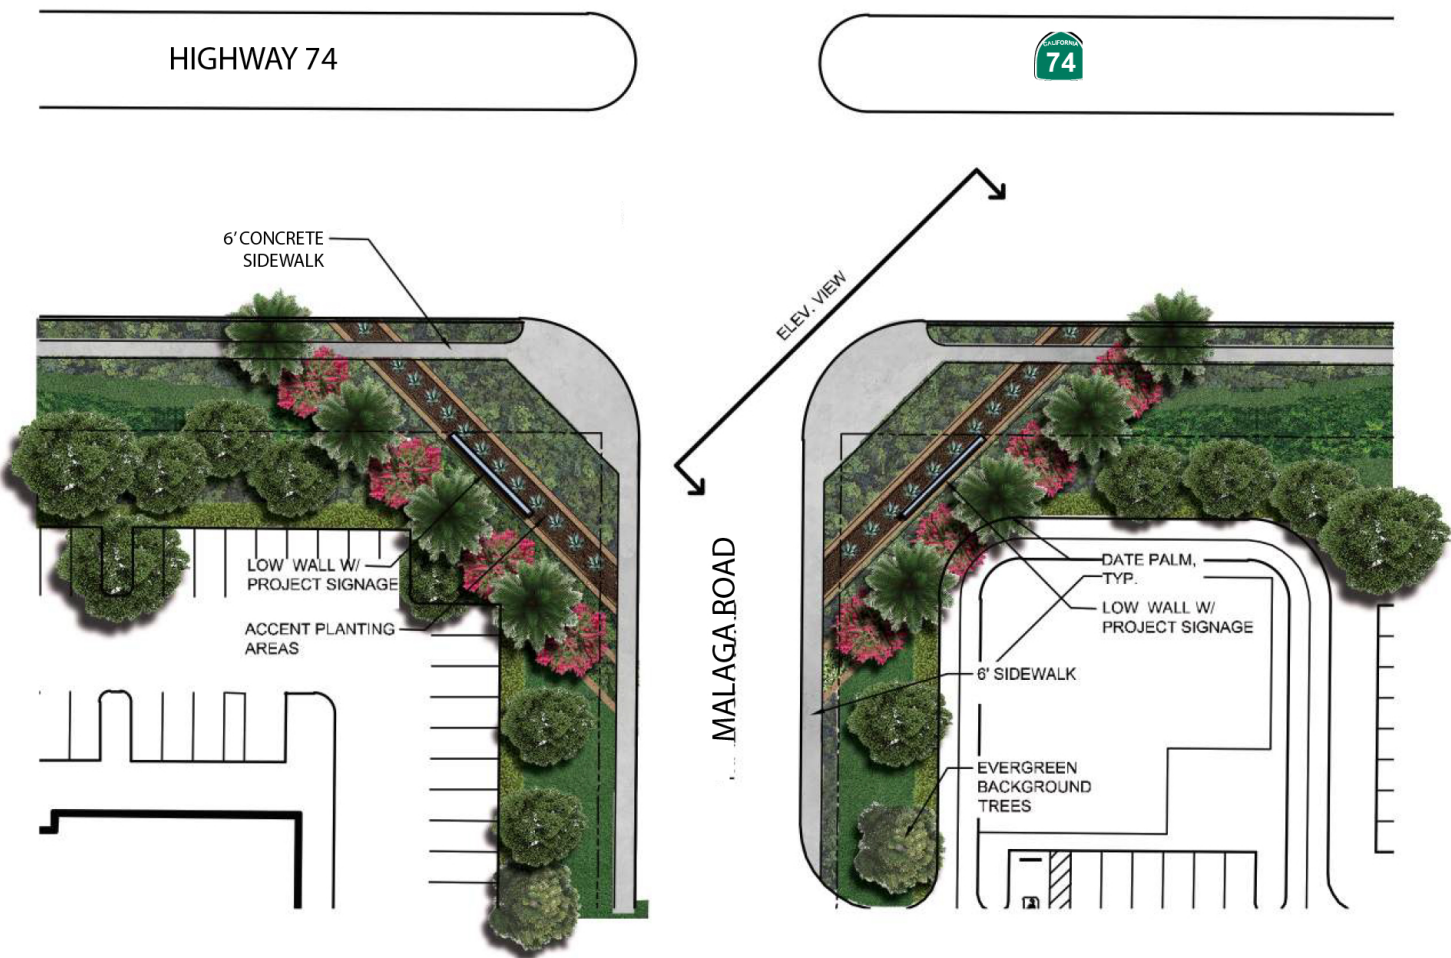 HIGHWAY 74
CALIFORNIA
74
6' CONCRETE
SIDEWALK
ELEV. VIEW
LOW WALL W/
PROJECT SIGNAGE
ACCENT PLANTING
AREAS
MALAGA ROAD
DATE PALM,
TYP.
LOW WALL W/
PROJECT SIGNAGE
6' SIDEWALK
EVERGREEN
BACKGROUND
TREES